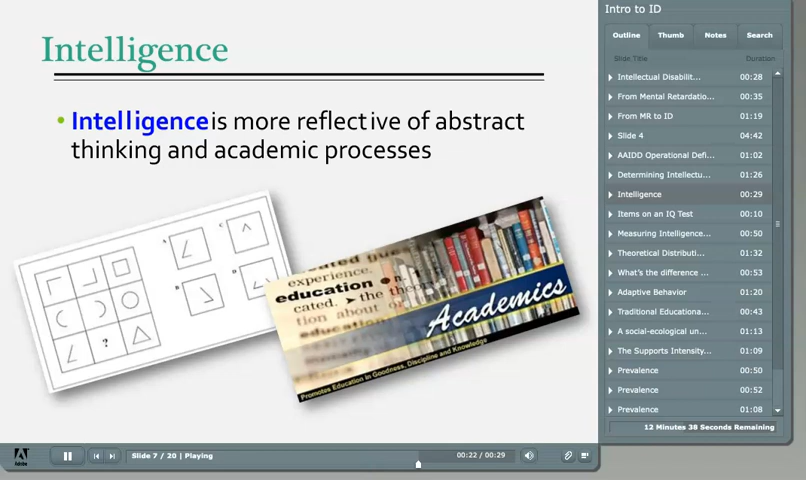 Intelligence
• Intelligence is more reflective of abstract
thinking and academic processes
A
C
B
D
?
experience.
education n.
cated. ➤ the
tion about
Academics
Promotes Education in Goodness, Discipline and Knowledge
Adobe
Slide 7 / 20 | Playing
00:22 / 00:29
Intro to ID
Outline Thumb Notes Search
Slide Title Duration
Intellectual Disabilit... 00:28
From Mental Retardatio... 00:35
From MR to ID 01:19
Slide 4 04:42
AAIDD Operational Defi... 01:02
Determining Intellectu... 01:26
Intelligence 00:29
Items on an IQ Test 00:10
Measuring Intelligence... 00:50
Theoretical Distributi... 01:32
What's the difference ... 00:53
Adaptive Behavior 01:20
Traditional Educationa... 00:43
A social-ecological un... 01:13
The Supports Intensity... 01:09
Prevalence 00:50
Prevalence 00:52
Prevalence 01:08
12 Minutes 38 Seconds Remaining